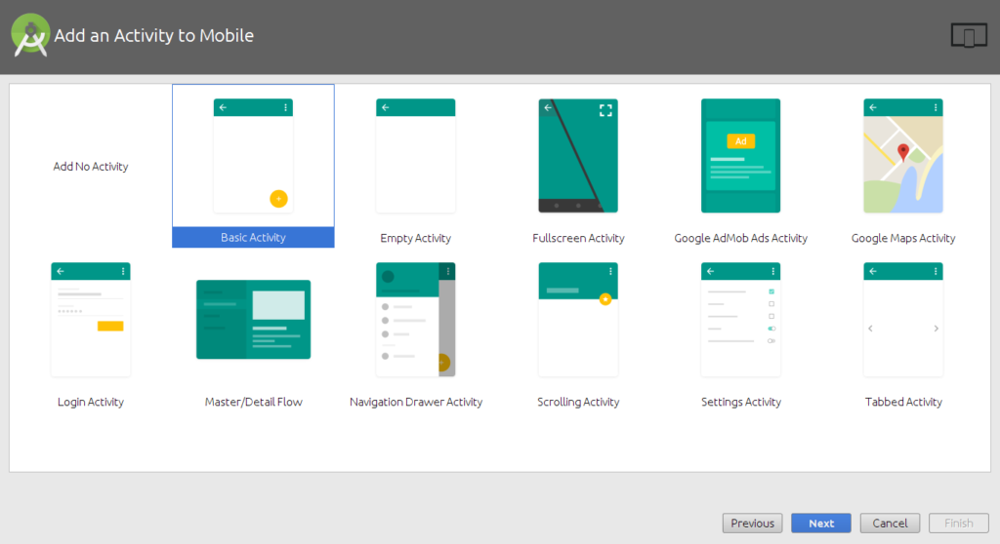 Add an Activity to Mobile
Add No Activity
Basic Activity
Empty Activity
Fullscreen Activity
Ad
Google AdMob Ads Activity
Google Maps Activity
Login Activity
Master/Detail Flow
Navigation Drawer Activity
Scrolling Activity
Settings Activity
Tabbed Activity
Previous
Next
Cancel
Finish